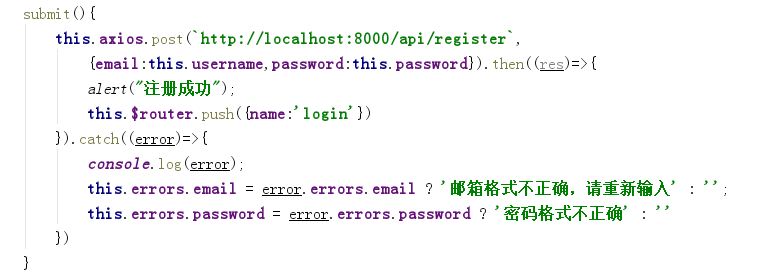 submit(){
this.axios.post(`http://localhost:8000/api/register`,
{email:this.username,password:this.password}).then((res)=>{
alert("注册成功");
this.$router.push({name:'login'})
}).catch((error)=>{
console.log(error);
this.errors.email = error.errors.email ? '邮箱格式不正确，请重新输入' : '';
this.errors.password = error.errors.password ? '密码格式不正确' : ''
})
}